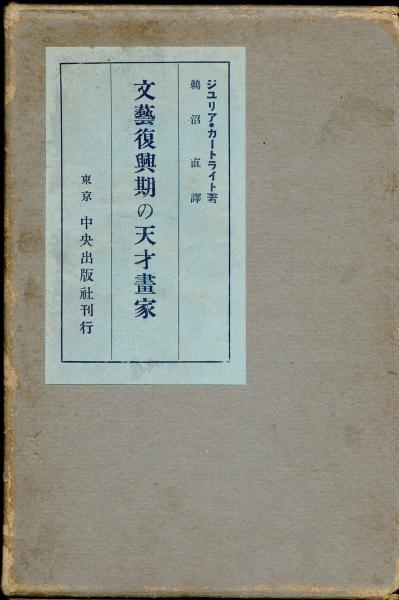 ジユリア・カートライト著
鵜沼直譯
文藝復興期の天才畫家
東京 中央出版社刊行